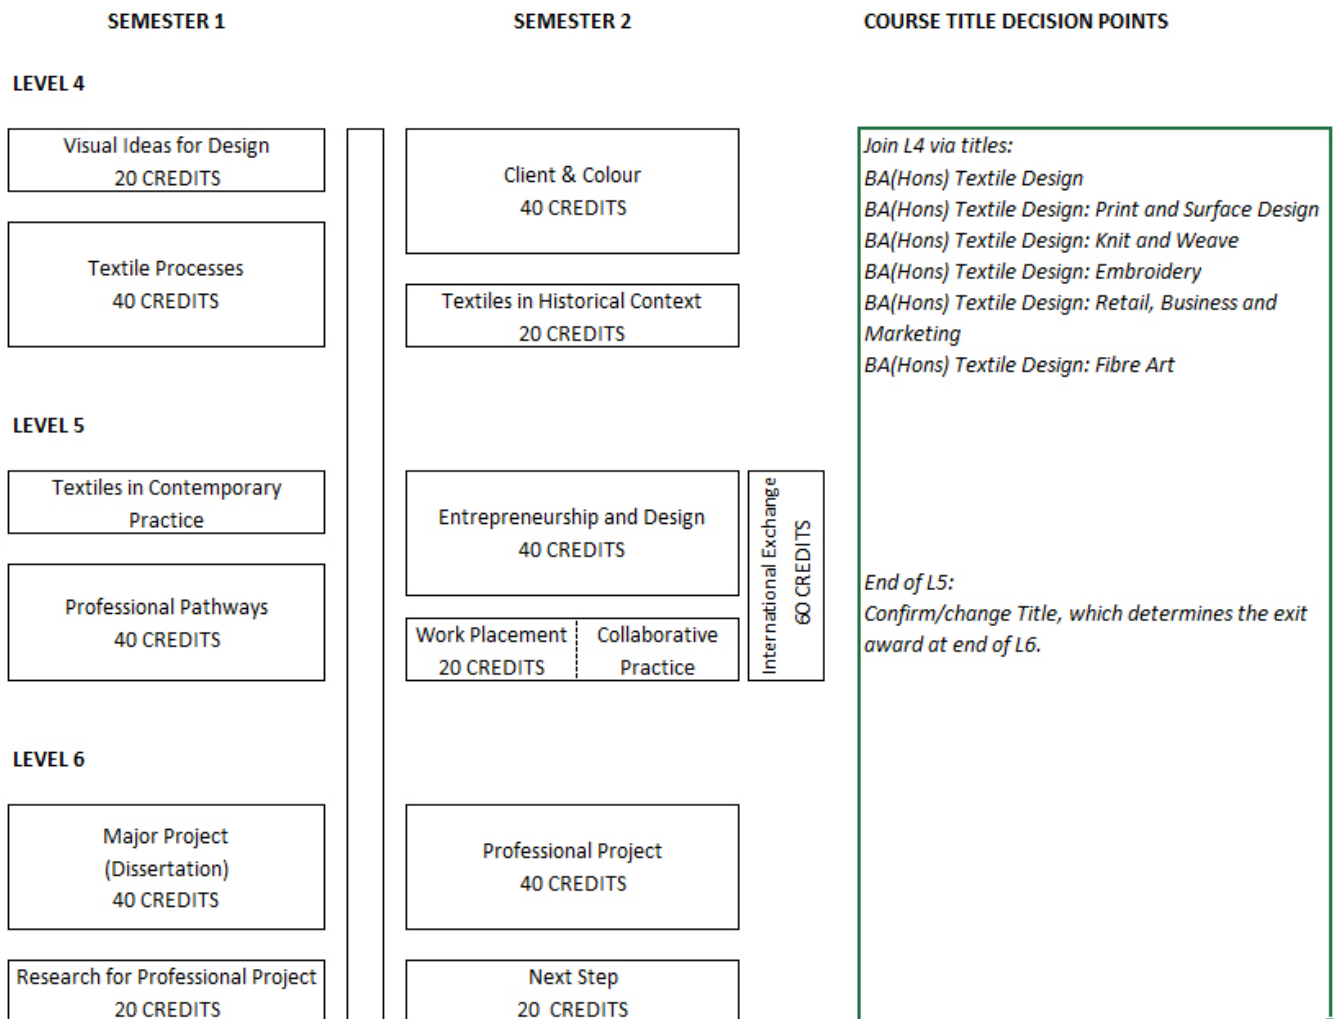 SEMESTER 1
SEMESTER 2
COURSE TITLE DECISION POINTS
LEVEL 4
Visual Ideas for Design
20 CREDITS
Textile Processes
40 CREDITS
Client & Colour
40 CREDITS
Textiles in Historical Context
20 CREDITS
Join L4 via titles:
BA(Hons) Textile Design
BA(Hons) Textile Design: Print and Surface Design
BA(Hons) Textile Design: Knit and Weave
BA(Hons) Textile Design: Embroidery
BA(Hons) Textile Design: Retail, Business and
Marketing
BA(Hons) Textile Design: Fibre Art
LEVEL 5
Textiles in Contemporary
Practice
Professional Pathways
40 CREDITS
Entrepreneurship and Design
40 CREDITS
Work Placement
20 CREDITS
Collaborative
Practice
International Exchange
60 CREDITS
End of L5:
Confirm/change Title, which determines the exit
award at end of L6.
LEVEL 6
Major Project
(Dissertation)
40 CREDITS
Research for Professional Project
20 CREDITS
Professional Project
40 CREDITS
Next Step
20 CREDITS